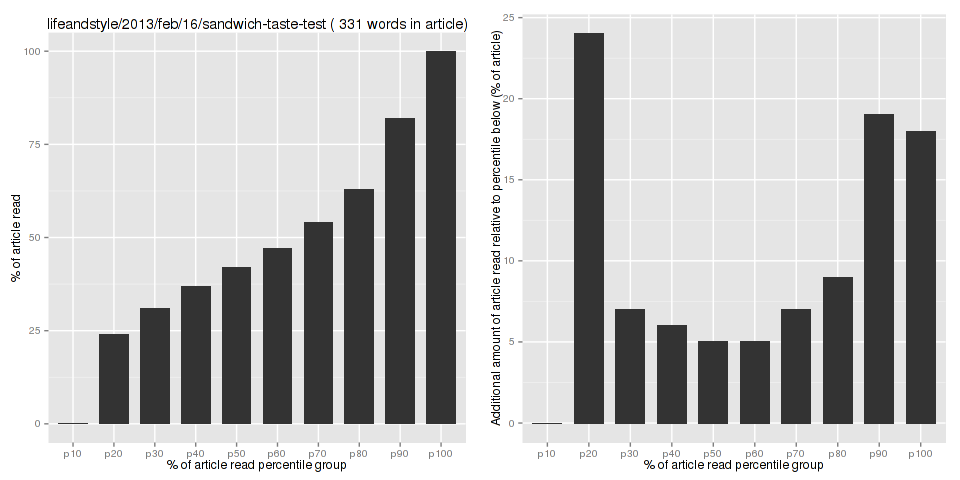 lifeandstyle/2013/feb/16/sandwich-taste-test ( 331 words in article)
% of article read
100
75
50
25
0
p10 p20 p30 p40 p50 p60 p70 p80 p90 p100
% of article read percentile group
Additional amount of article read relative to percentile below (% of article)
25
20
15
10
5
0
p10 p20 p30 p40 p50 p60 p70 p80 p90 p100
% of article read percentile group